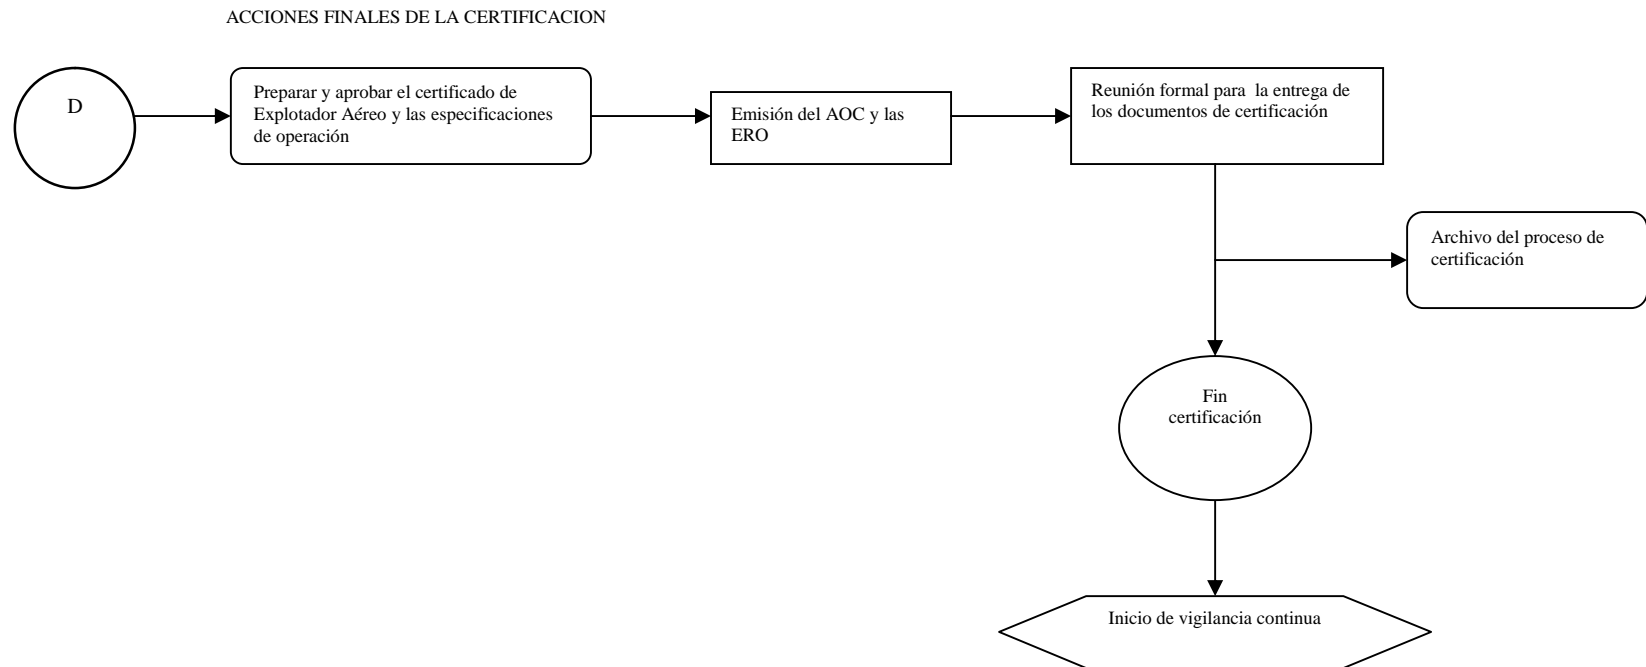 ACCIONES FINALES DE LA CERTIFICACION
D
Preparar y aprobar el certificado de
Explotador Aéreo y las especificaciones
de operación
Emisión del AOC y las
ERO
Reunión formal para  la entrega de
los documentos de certificación
Archivo del proceso de
certificación
Fin
certificación
Inicio de vigilancia continua